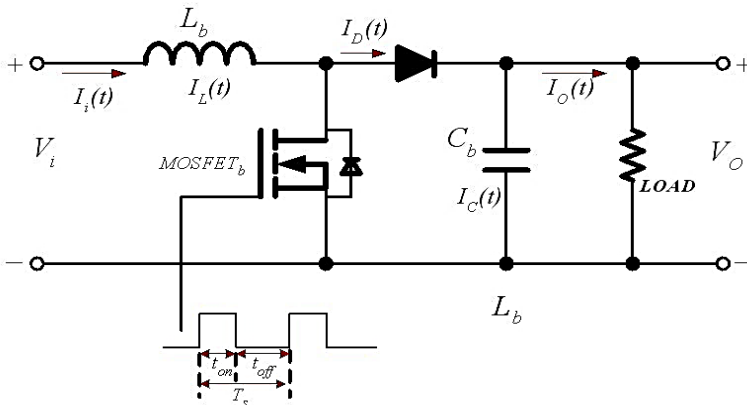 L_b
I_D(t)
+
I_i(t)
I_L(t)
I_O(t)
+
V_i
MOSFET_b
C_b
I_C(t)
LOAD
V_O
−
−
L_b
t_on
t_off
T_s